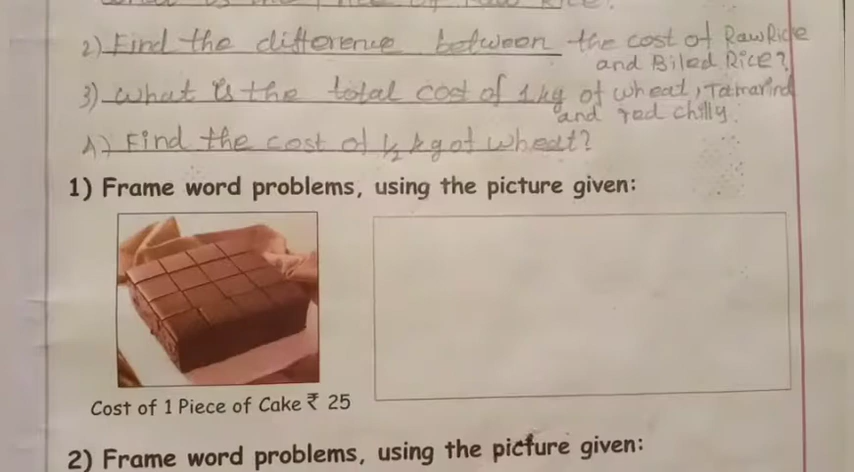 2) Find the difference between the cost of Raw Rice
and Biled Rice?
3) What is the total cost of 1 kg of wheat, Tamarind
and red chilly.
4) Find the cost of 1/2 kg of wheat?
1) Frame word problems, using the picture given:
Cost of 1 Piece of Cake ₹ 25
2) Frame word problems, using the picture given: